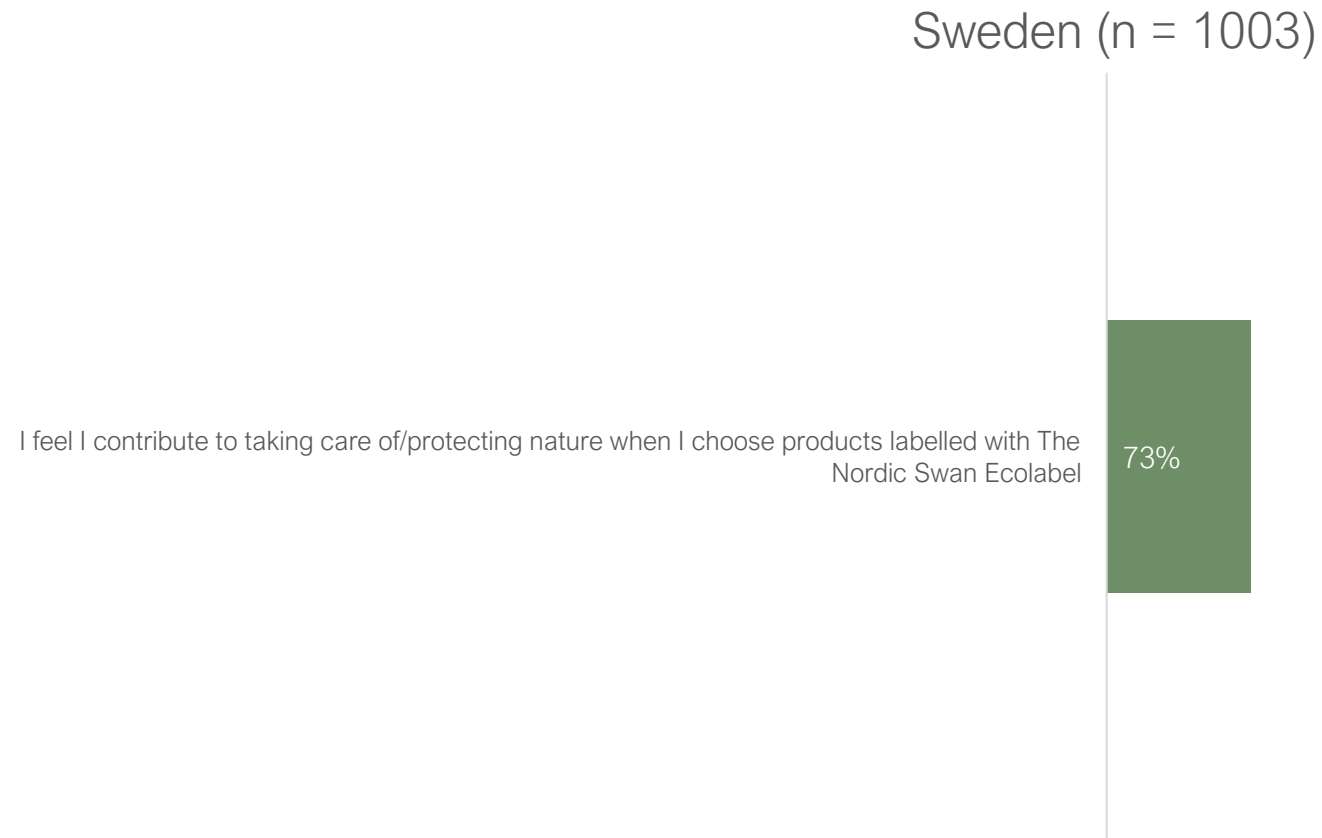 Sweden (n = 1003)
I feel I contribute to taking care of/protecting nature when I choose products labelled with The
Nordic Swan Ecolabel
73%